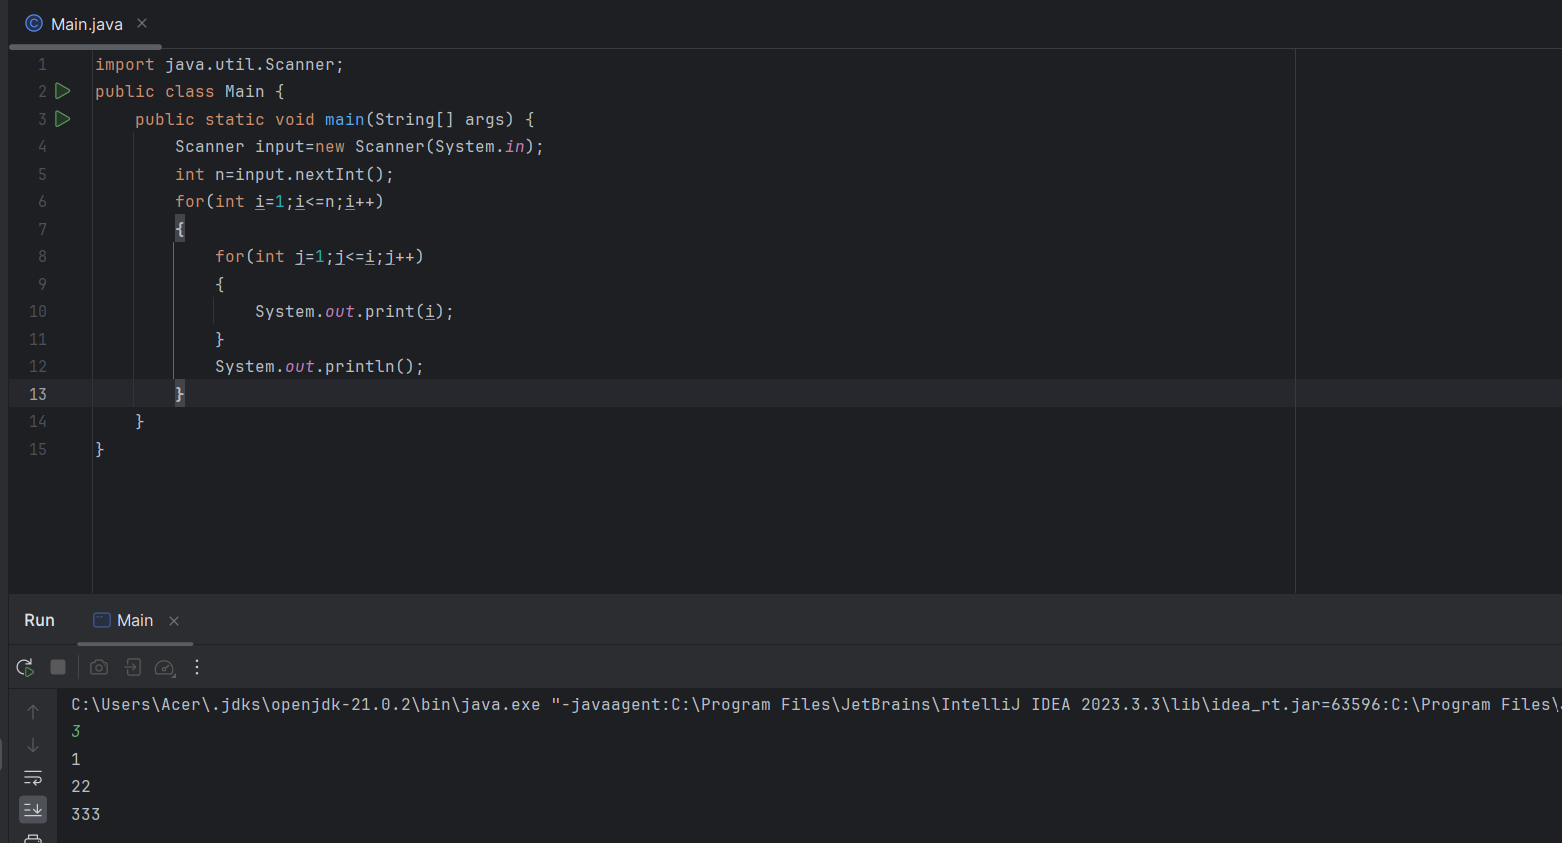 Main.java
1 import java.util.Scanner;
2 public class Main {
3     public static void main(String[] args) {
4         Scanner input=new Scanner(System.in);
5         int n=input.nextInt();
6         for(int i=1;i<=n;i++)
7         {
8             for(int j=1;j<=i;j++)
9             {
10                 System.out.print(i);
11             }
12             System.out.println();
13         }
14     }
15 }
Run Main
C:\Users\Acer\.jdks\openjdk-21.0.2\bin\java.exe "-javaagent:C:\Program Files\JetBrains\IntelliJ IDEA 2023.3.3\lib\idea_rt.jar=63596:C:\Program Files\
3
1
22
333